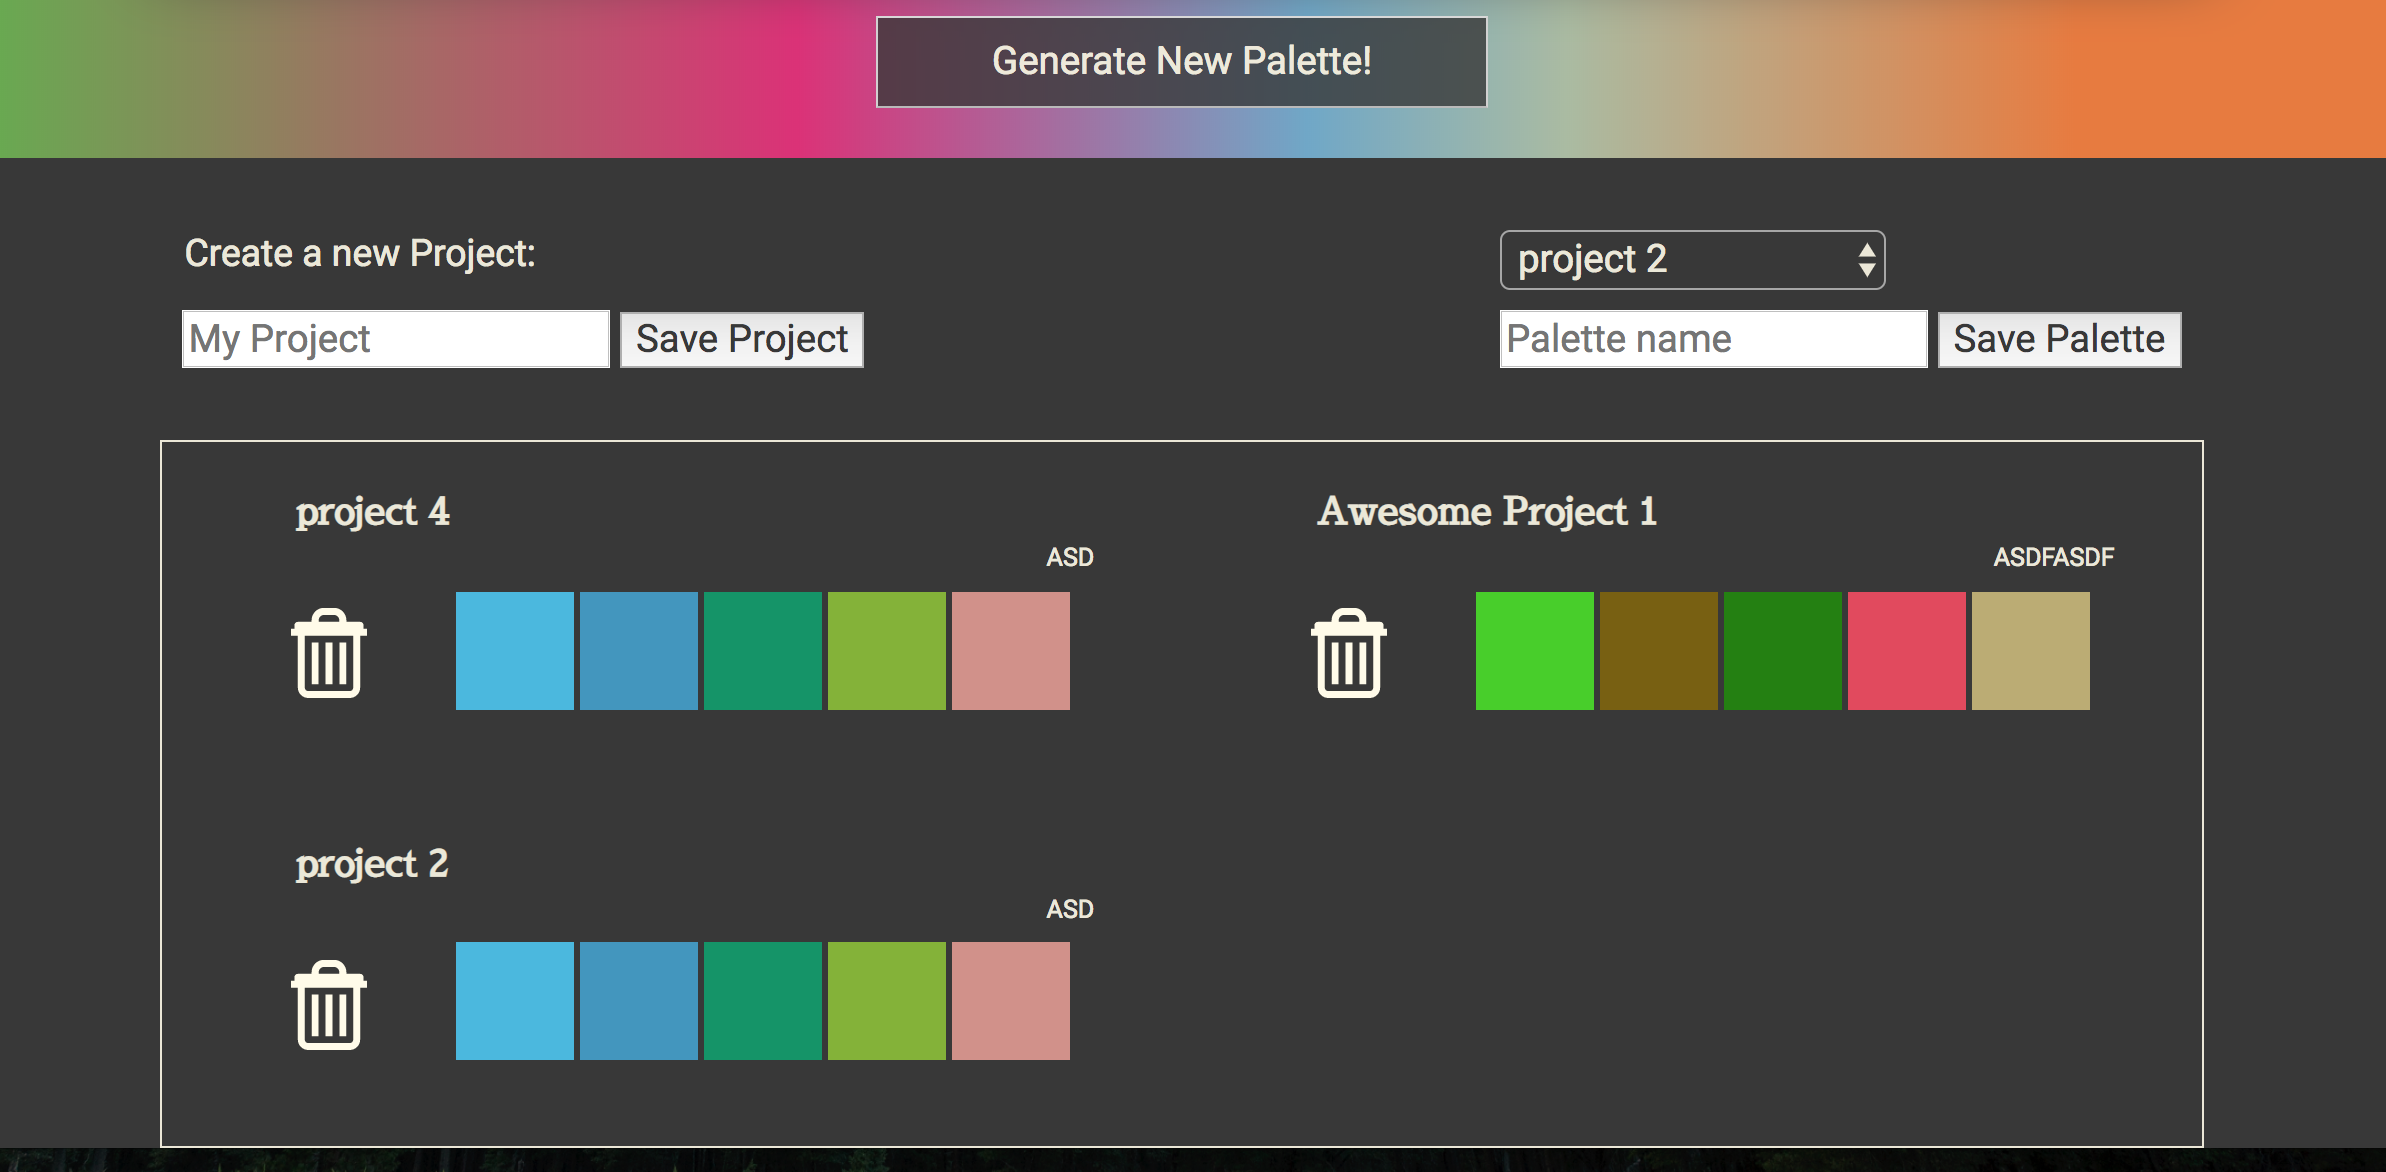 Generate New Palette!
Create a new Project:
My Project
Save Project
project 2
Palette name
Save Palette
project 4
ASD
Awesome Project 1
ASDFASDF
project 2
ASD